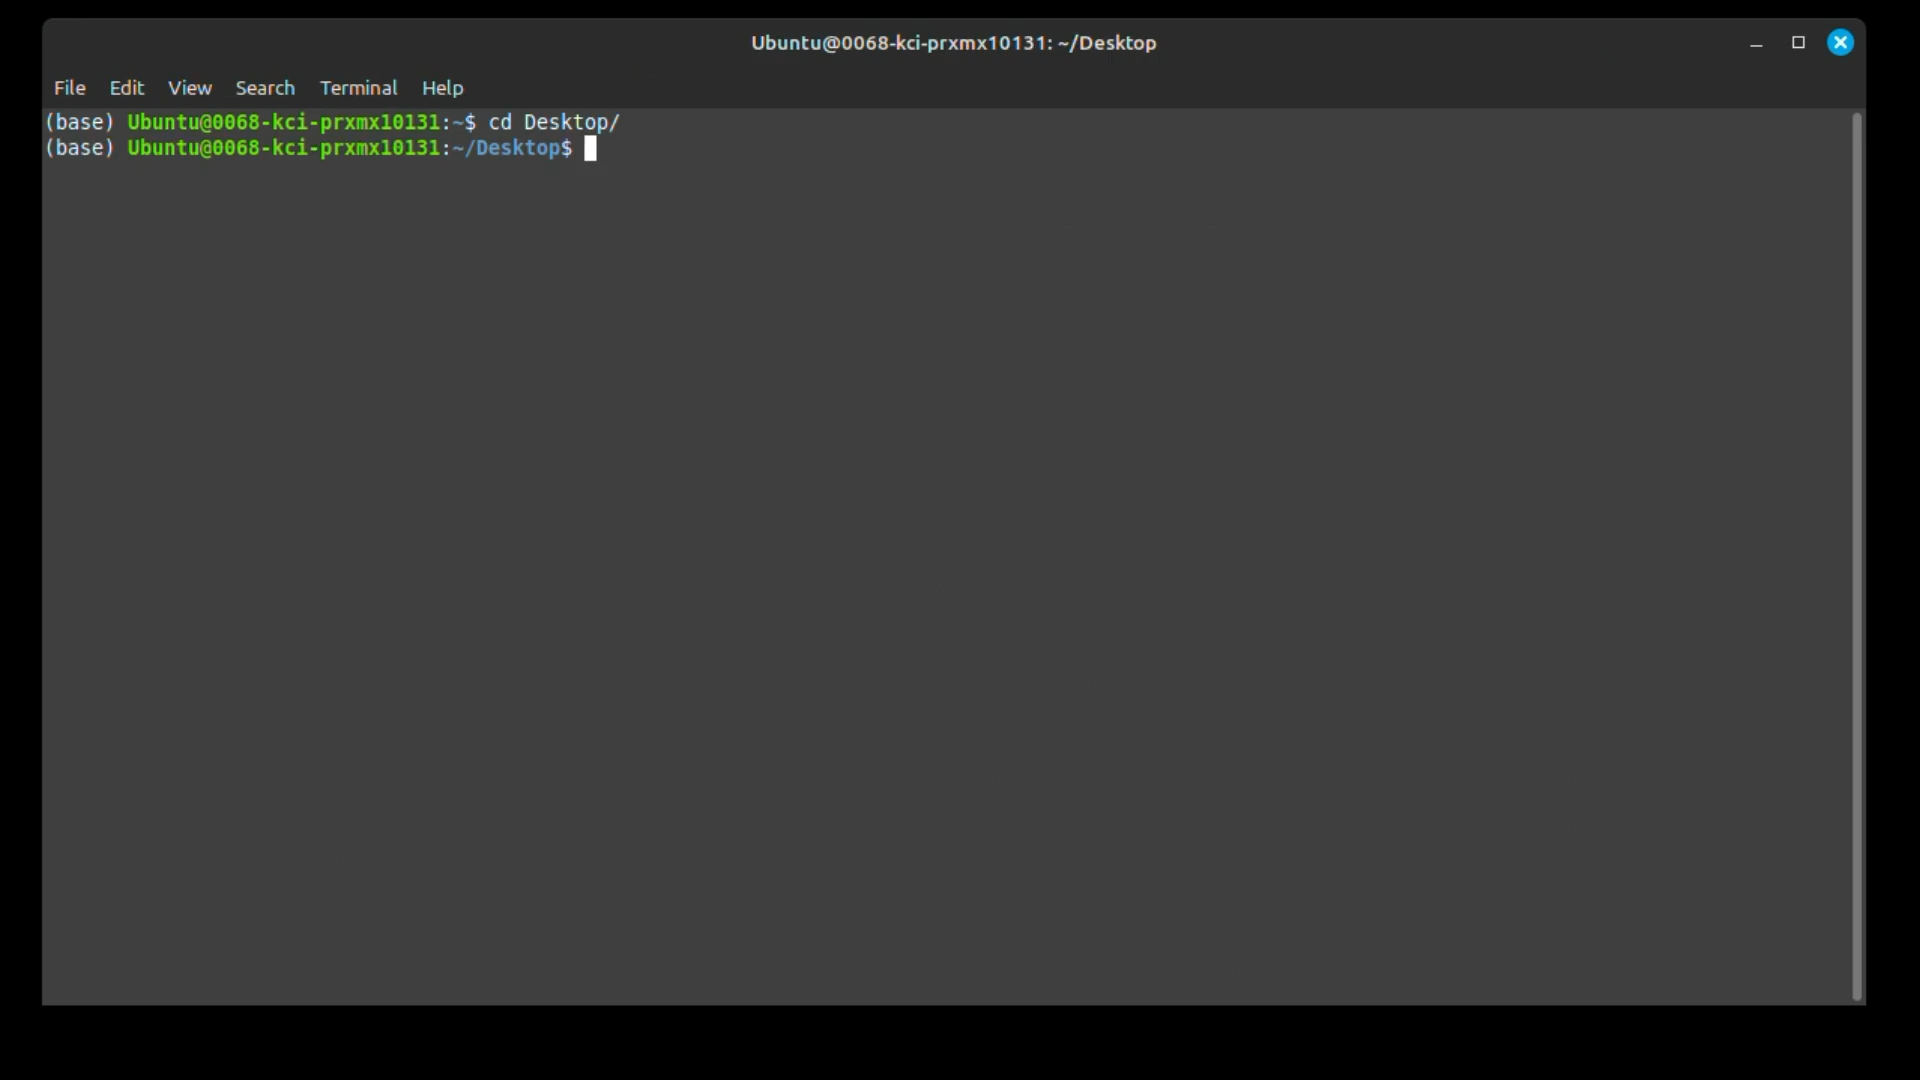 Ubuntu@0068-kci-prxmx10131: ~/Desktop
File Edit View Search Terminal Help
(base) Ubuntu@0068-kci-prxmx10131:~$ cd Desktop/
(base) Ubuntu@0068-kci-prxmx10131:~/Desktop$